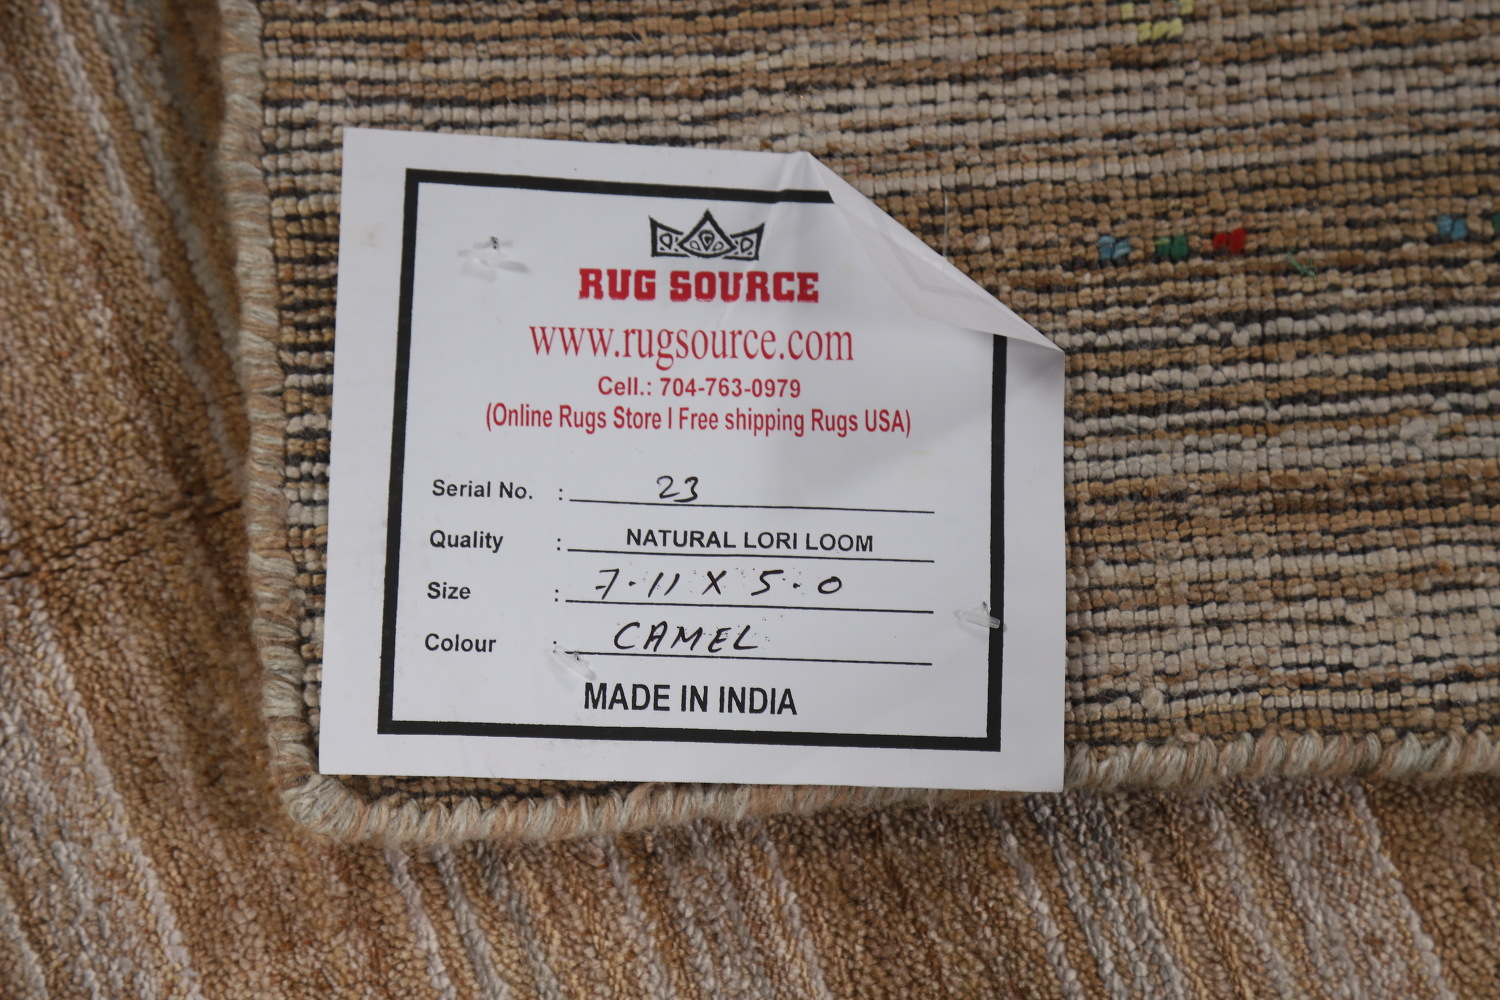 RUG SOURCE
www.rugsource.com
Cell.: 704-763-0979
(Online Rugs Store I Free shipping Rugs USA)
Serial No. : 23
Quality : NATURAL LORI LOOM
Size : 7.11 X 5.0
Colour : CAMEL
MADE IN INDIA